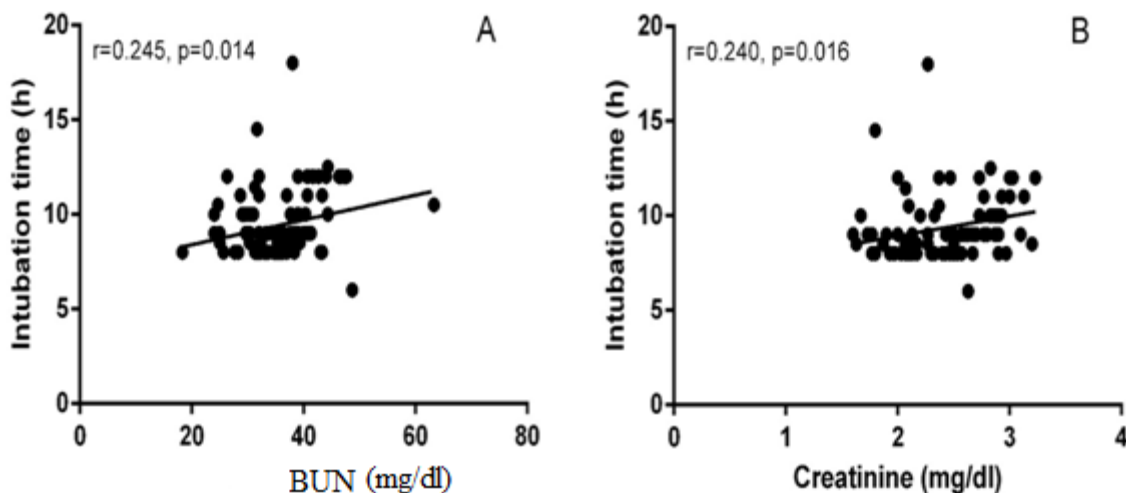 A
r=0.245, p=0.014
Intubation time (h)
20
15
10
5
0
0 20 40 60 80
BUN (mg/dl)
B
r=0.240, p=0.016
Intubation time (h)
20
15
10
5
0
0 1 2 3 4
Creatinine (mg/dl)